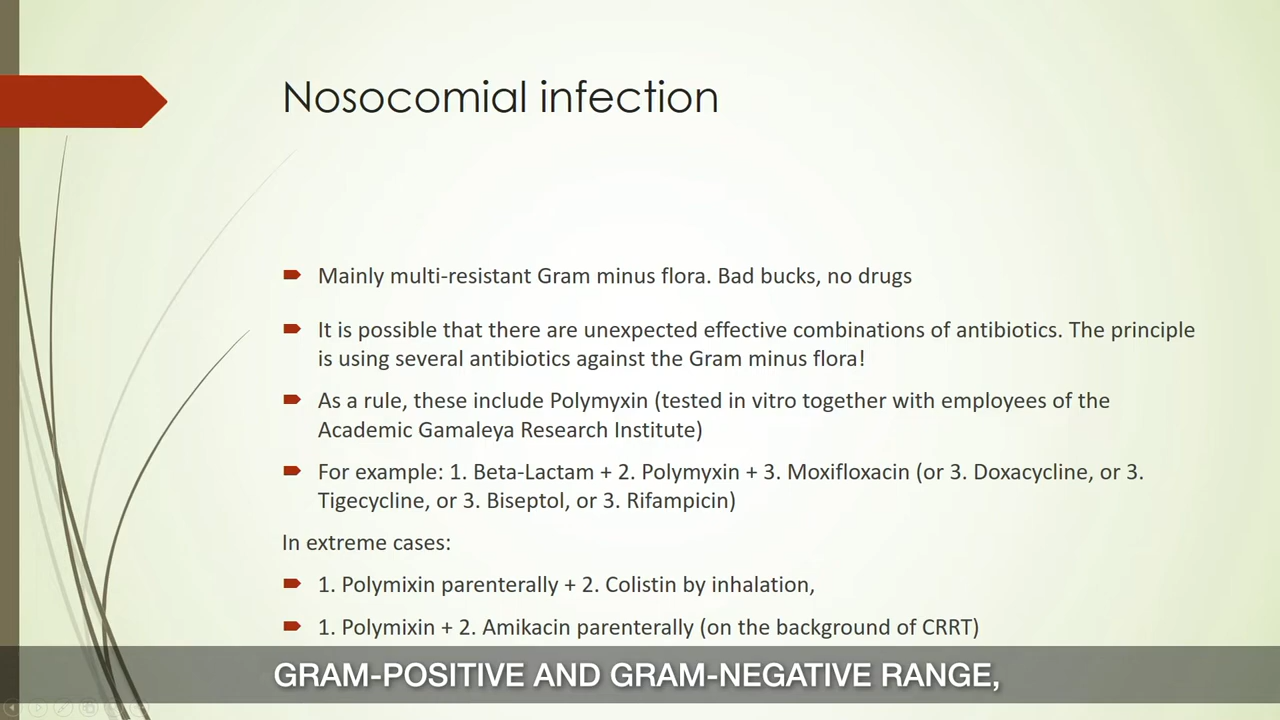 Nosocomial infection
Mainly multi-resistant Gram minus flora. Bad bucks, no drugs
It is possible that there are unexpected effective combinations of antibiotics. The principle
is using several antibiotics against the Gram minus flora!
As a rule, these include Polymyxin (tested in vitro together with employees of the
Academic Gamaleya Research Institute)
For example: 1. Beta-Lactam + 2. Polymyxin + 3. Moxifloxacin (or 3. Doxacycline, or 3.
Tigecycline, or 3. Biseptol, or 3. Rifampicin)
In extreme cases:
1. Polymixin parenterally + 2. Colistin by inhalation,
1. Polymixin + 2. Amikacin parenterally (on the background of CRRT)
GRAM-POSITIVE AND GRAM-NEGATIVE RANGE,